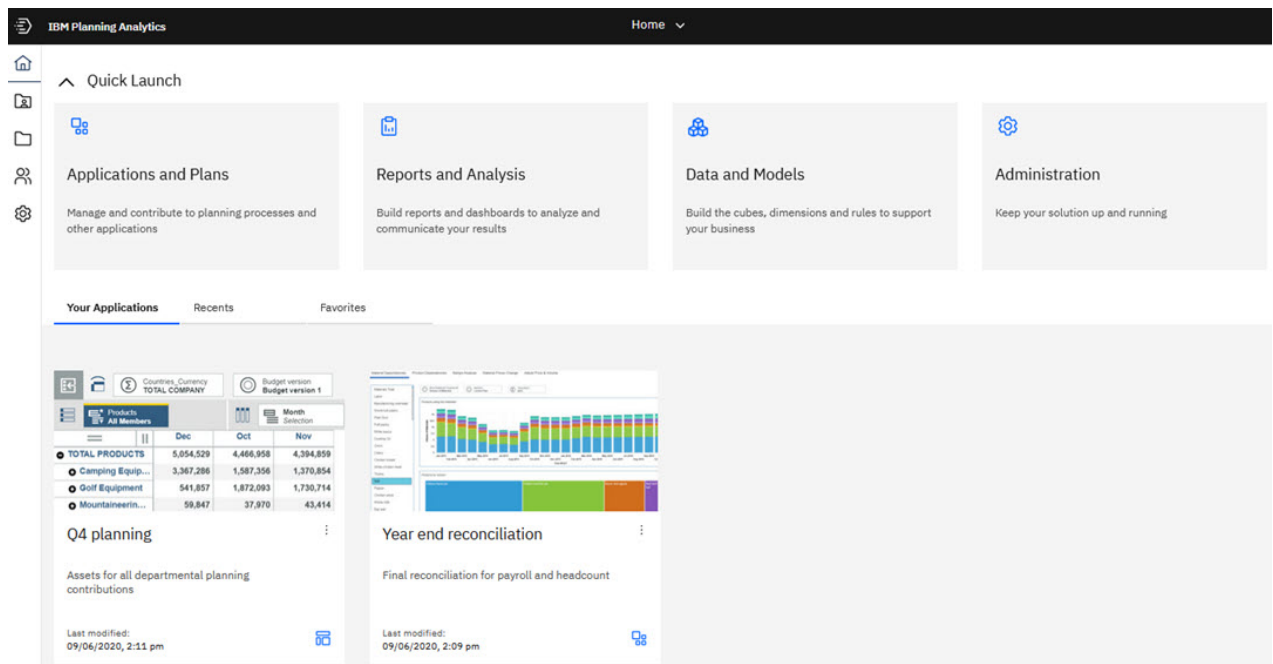 IBM Planning Analytics
Home
Quick Launch
Applications and Plans
Manage and contribute to planning processes and
other applications
Reports and Analysis
Build reports and dashboards to analyze and
communicate your results
Data and Models
Build the cubes, dimensions and rules to support
your business
Administration
Keep your solution up and running
Your Applications Recents Favorites
Countries_Currency
TOTAL COMPANY
Budget version
Budget version 1
Products
All Members
Month
Selection
Dec Oct Nov
TOTAL PRODUCTS 5,054,529 4,466,958 4,394,859
Camping Equip... 3,367,286 1,587,356 1,370,854
Golf Equipment 541,857 1,872,093 1,730,714
Mountaineerin... 59,847 37,970 43,414
Q4 planning
Assets for all departmental planning
contributions
Last modified:
09/06/2020, 2:11 pm
Year end reconciliation
Final reconciliation for payroll and headcount
Last modified:
09/06/2020, 2:09 pm